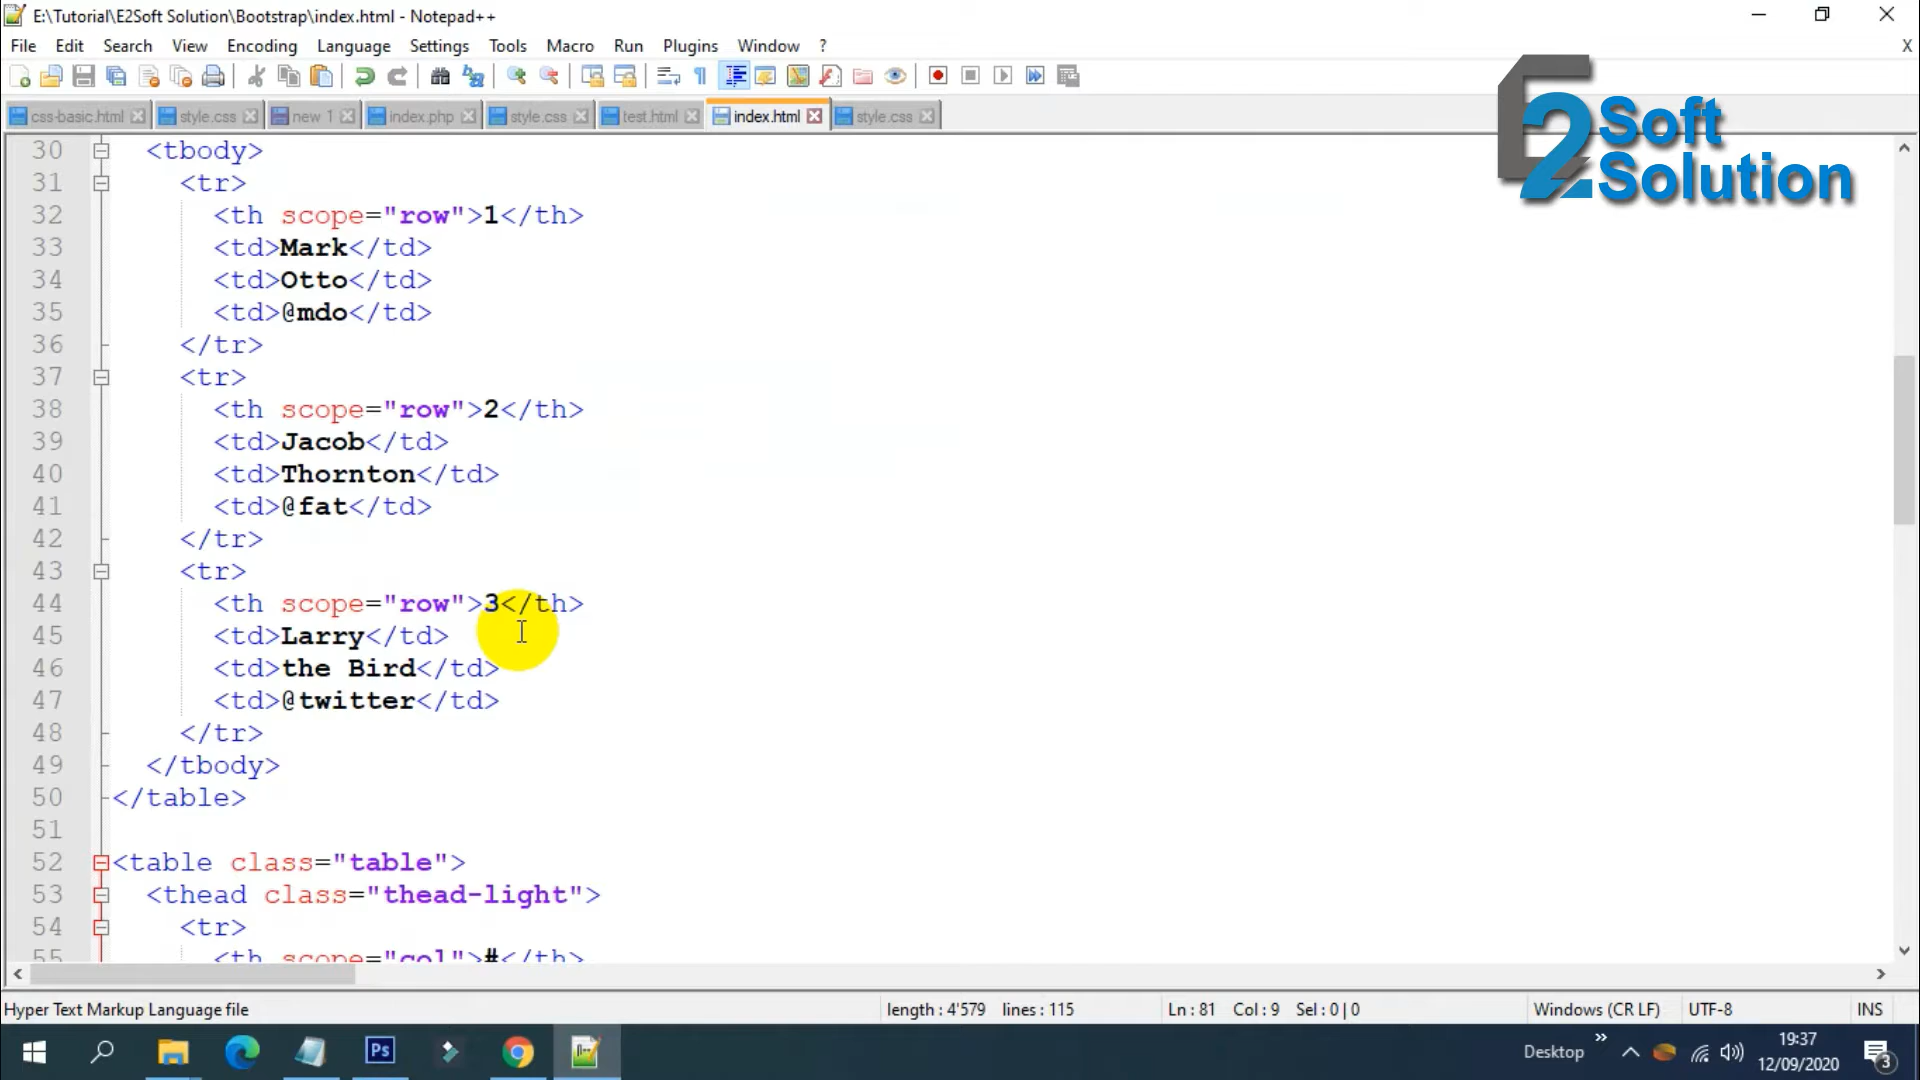 E:\Tutorial\E2Soft Solution\Bootstrap\index.html - Notepad++
File Edit Search View Encoding Language Settings Tools Macro Run Plugins Window ? X
css-basic.html style.css new 1 index.php style.css test.html index.html style.css
E2 Soft
Solution
30 <tbody>
31 <tr>
32 <th scope="row">1</th>
33 <td>Mark</td>
34 <td>Otto</td>
35 <td>@mdo</td>
36 </tr>
37 <tr>
38 <th scope="row">2</th>
39 <td>Jacob</td>
40 <td>Thornton</td>
41 <td>@fat</td>
42 </tr>
43 <tr>
44 <th scope="row">3</th>
45 <td>Larry</td>
46 <td>the Bird</td>
47 <td>@twitter</td>
48 </tr>
49 </tbody>
50 </table>
51
52 <table class="table">
53 <thead class="thead-light">
54 <tr>
55 <th scope="col">#</th>
Hyper Text Markup Language file length : 4'579 lines : 115 Ln : 81 Col : 9 Sel : 0 | 0 Windows (CR LF) UTF-8 INS
Ps Desktop » 19:37
12/09/2020 3